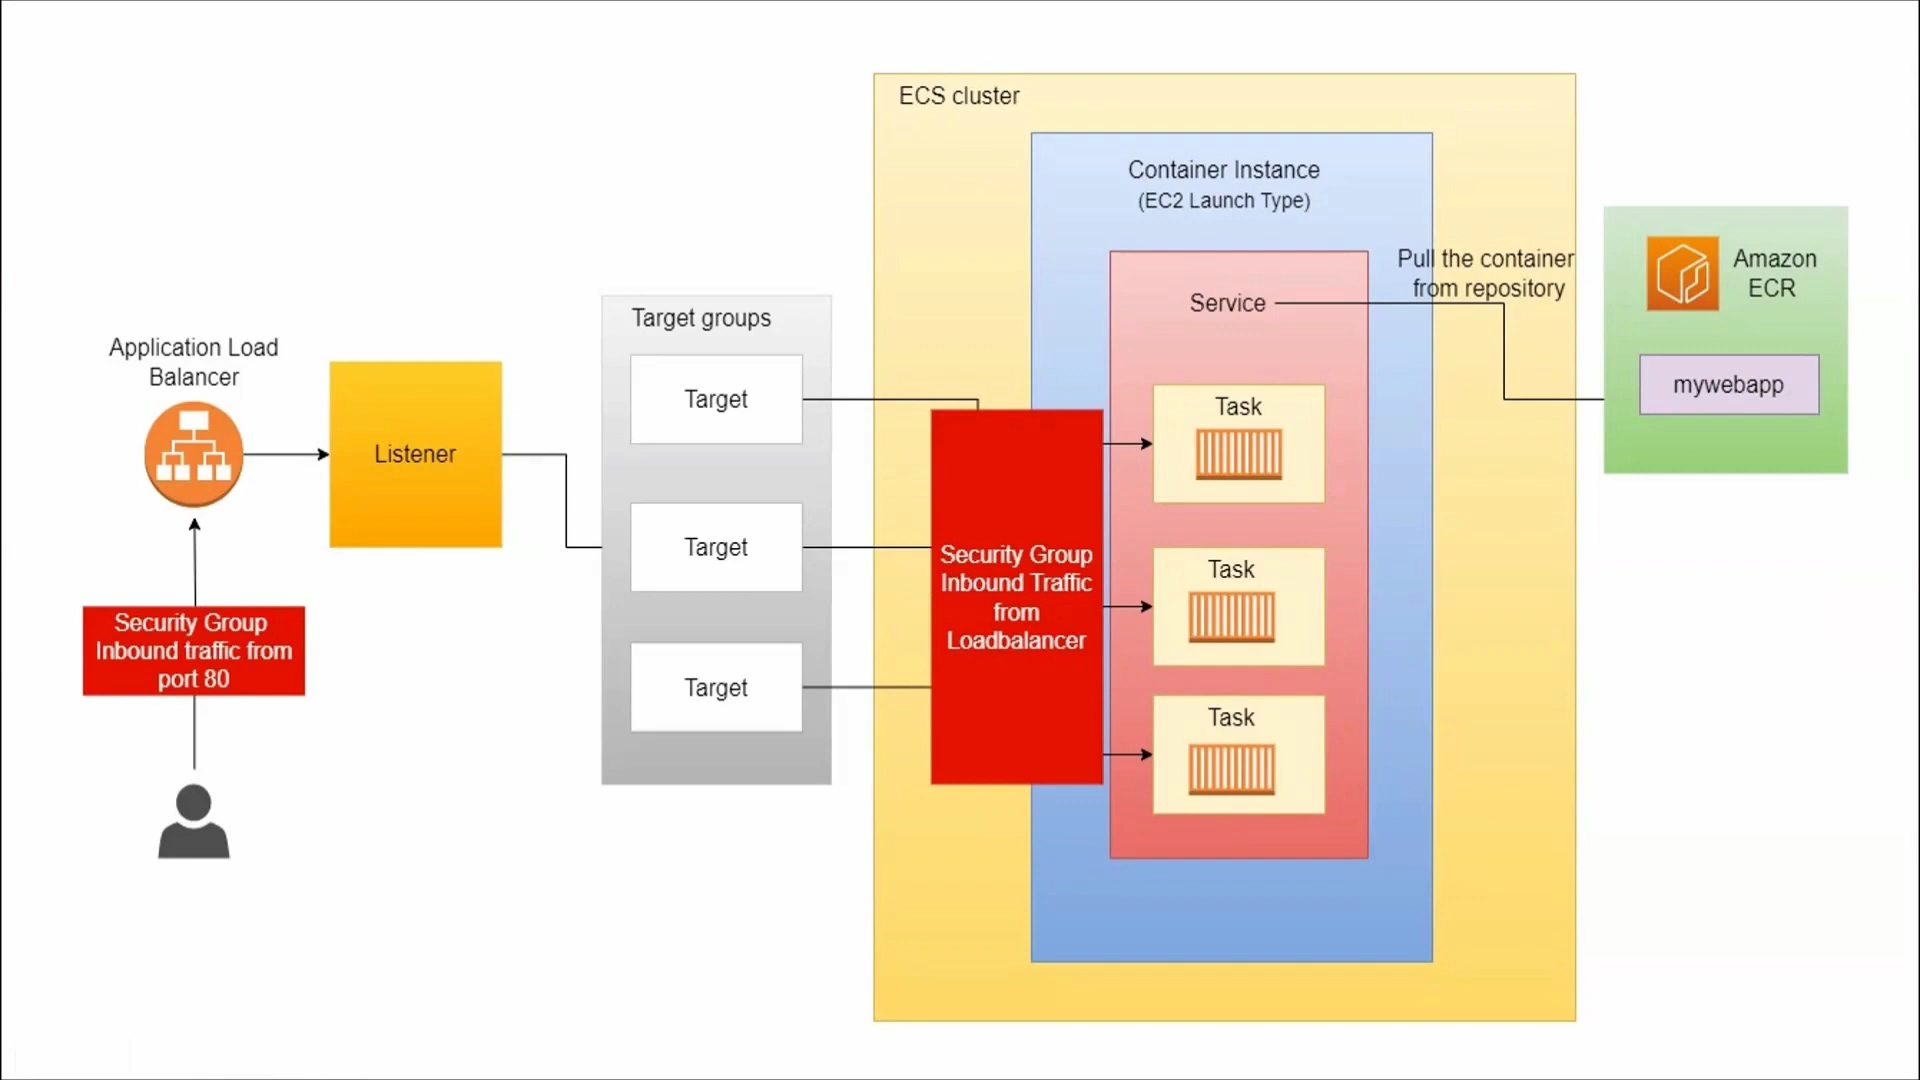 ECS cluster
Container Instance
(EC2 Launch Type)
Pull the container
from repository
Amazon
ECR
mywebapp
Service
Target groups
Target
Target
Target
Application Load
Balancer
Listener
Security Group
Inbound traffic from
port 80
Security Group
Inbound Traffic
from
Loadbalancer
Task
Task
Task